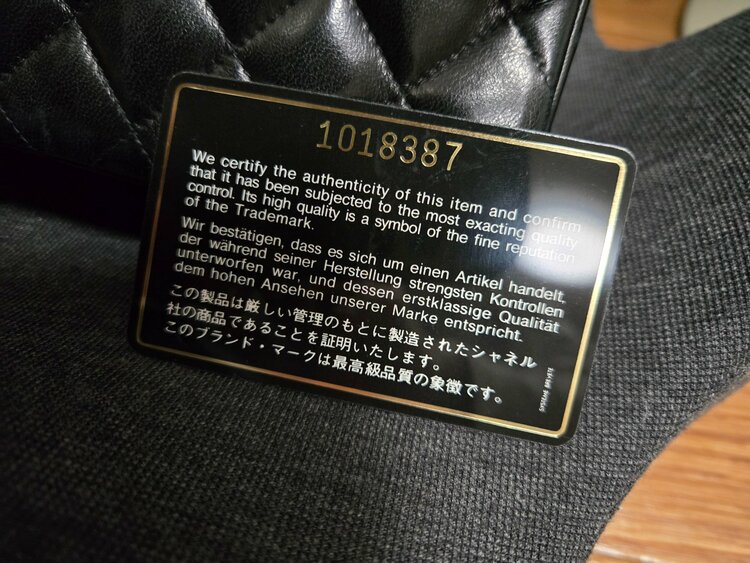 1018387
We certify the authenticity of this item and confirm
that it has been subjected to the most exacting quality
control. Its high quality is a symbol of the fine reputation
of the Trademark.
Wir bestätigen, dass es sich um einen Artikel handelt,
der während seiner Herstellung strengsten Kontrollen
unterworfen war, und dessen erstklassige Qualität
dem hohen Ansehen unserer Marke entspricht.
この製品は厳しい管理のもとに製造されたシャネル
社の商品であることを証明いたします。
このブランド・マークは最高級品質の象徴です。